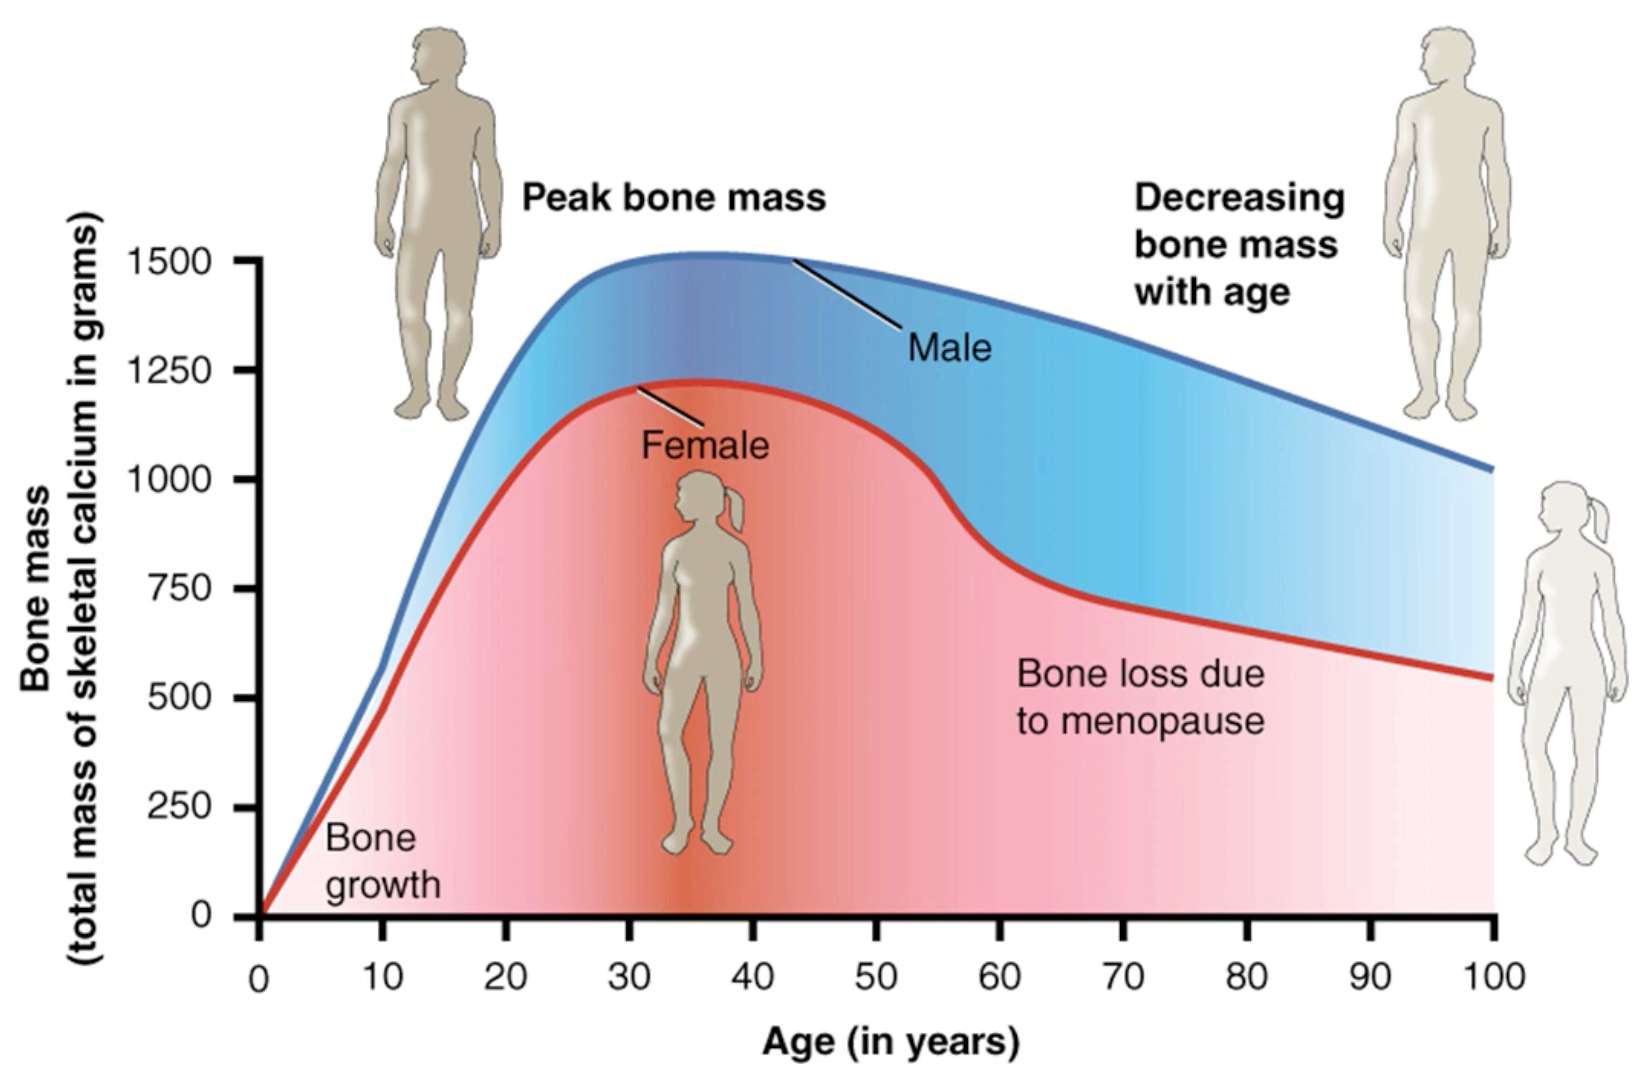 Peak bone mass
Decreasing
bone mass
with age
Bone mass
(total mass of skeletal calcium in grams)
1500
1250
1000
750
500
250
0
Male
Female
Bone loss due
to menopause
Bone
growth
0 10 20 30 40 50 60 70 80 90 100
Age (in years)